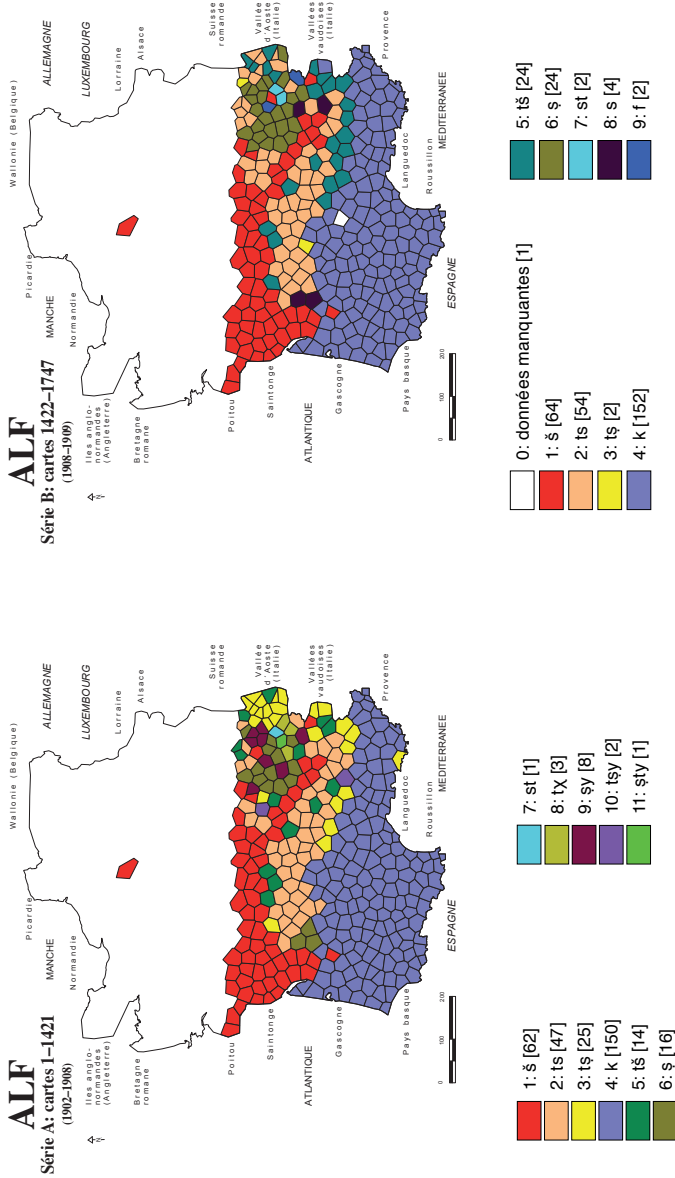 ALF
Série A: cartes 1–1421
(1902–1908)
N
Iles anglo-
normandes
(Angleterre)
Bretagne
romane
MANCHE
Normandie
Picardie
Wallonie (Belgique)
ALLEMAGNE
LUXEMBOURG
Lorraine
Alsace
Suisse
romande
Vallée
d'Aoste
(Italie)
Vallées
vaudoises
(Italie)
Provence
Poitou
Saintonge
ATLANTIQUE
Gascogne
Pays basque
ESPAGNE
Languedoc
Roussillon
MEDITERRANEE
0 100 200
1: š [62]
2: ts [47]
3: tṣ [25]
4: k [150]
5: tš [14]
6: ṣ [16]
7: st [1]
8: tχ [3]
9: sy [8]
10: tsy [2]
11: sty [1]
ALF
Série B: cartes 1422–1747
(1908–1909)
N
Iles anglo-
normandes
(Angleterre)
Bretagne
romane
MANCHE
Normandie
Picardie
Wallonie (Belgique)
ALLEMAGNE
LUXEMBOURG
Lorraine
Alsace
Suisse
romande
Vallée
d'Aoste
(Italie)
Vallées
vaudoises
(Italie)
Provence
Poitou
Saintonge
ATLANTIQUE
Gascogne
Pays basque
ESPAGNE
Languedoc
Roussillon
MEDITERRANEE
0 100 200
0: données manquantes [1]
1: š [64]
2: ts [54]
3: tṣ [2]
4: k [152]
5: tš [24]
6: ṣ [24]
7: st [2]
8: s [4]
9: f [2]